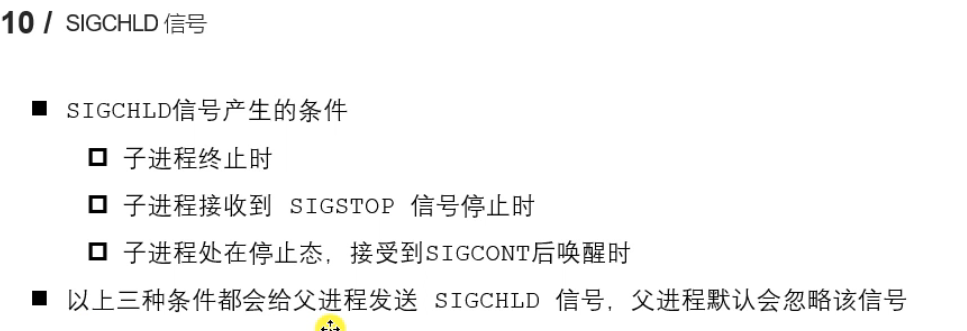 10 / SIGCHLD 信号
SIGCHLD信号产生的条件
子进程终止时
子进程接收到 SIGSTOP 信号停止时
子进程处在停止态，接受到SIGCONT后唤醒时
以上三种条件都会给父进程发送 SIGCHLD 信号，父进程默认会忽略该信号